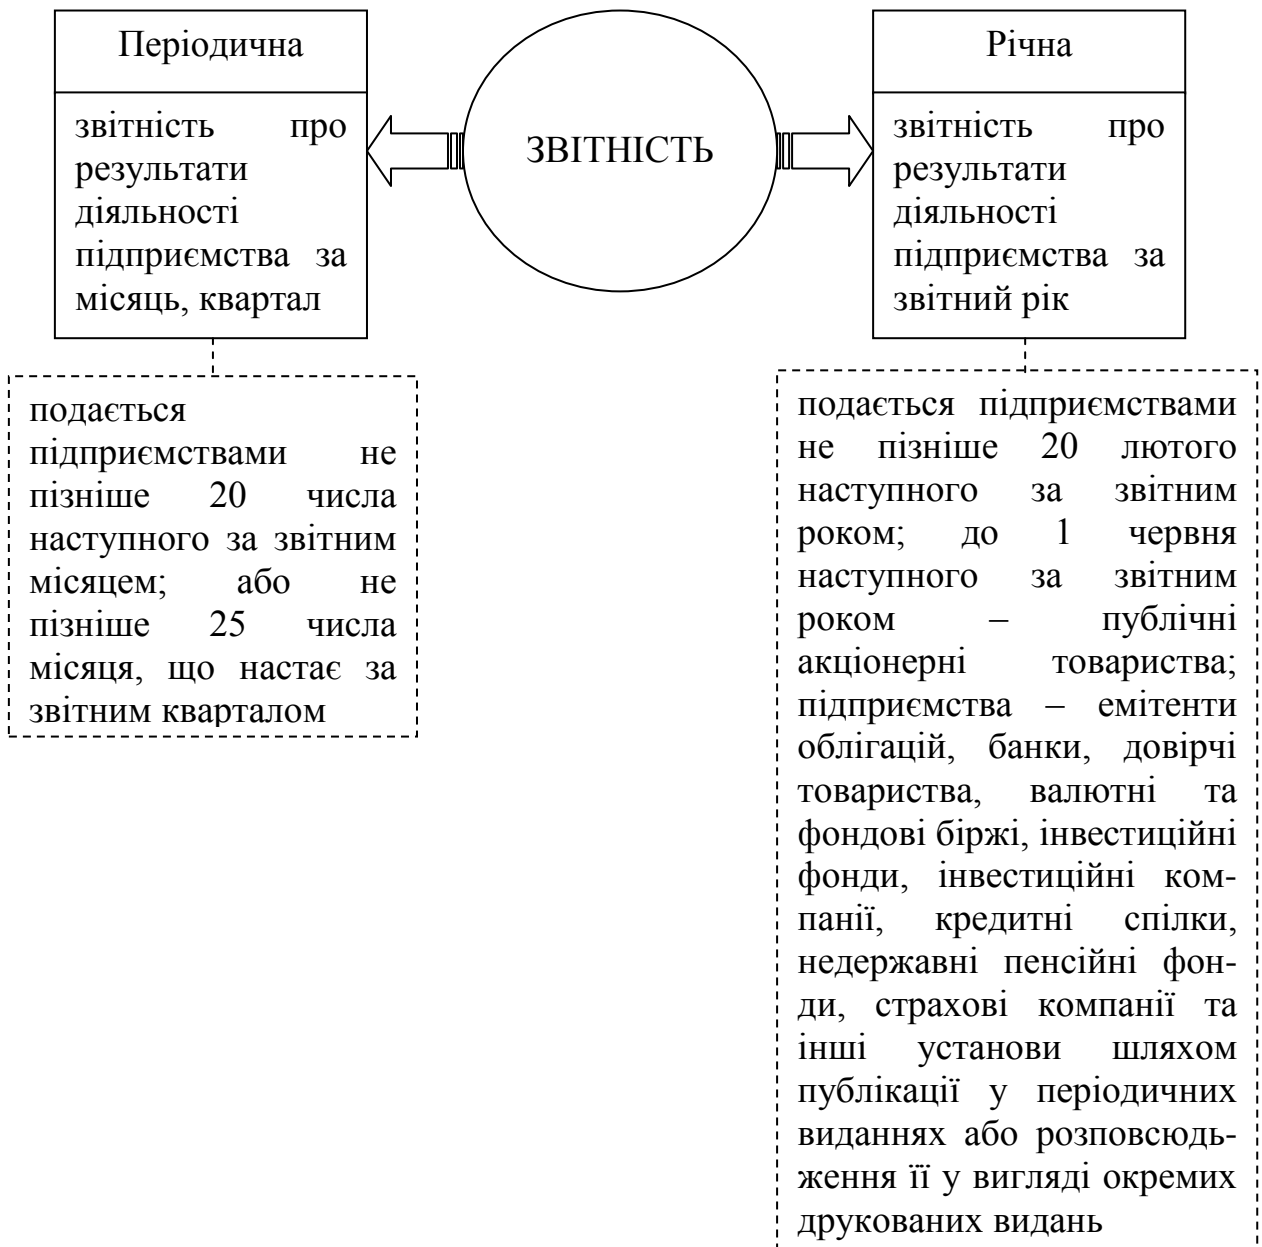 Періодична
звітність про
результати
діяльності
підприємства за
місяць, квартал
ЗВІТНІСТЬ
Річна
звітність про
результати
діяльності
підприємства за
звітний рік
подається
підприємствами не
пізніше 20 числа
наступного за звітним
місяцем; або не
пізніше 25 числа
місяця, що настає за
звітним кварталом
подається підприємствами
не пізніше 20 лютого
наступного за звітним
роком; до 1 червня
наступного за звітним
роком – публічні
акціонерні товариства;
підприємства – емітенти
облігацій, банки, довірчі
товариства, валютні та
фондові біржі, інвестиційні
фонди, інвестиційні ком-
панії, кредитні спілки,
недержавні пенсійні фон-
ди, страхові компанії та
інші установи шляхом
публікації у періодичних
виданнях або розповсюдь-
ження її у вигляді окремих
друкованих видань